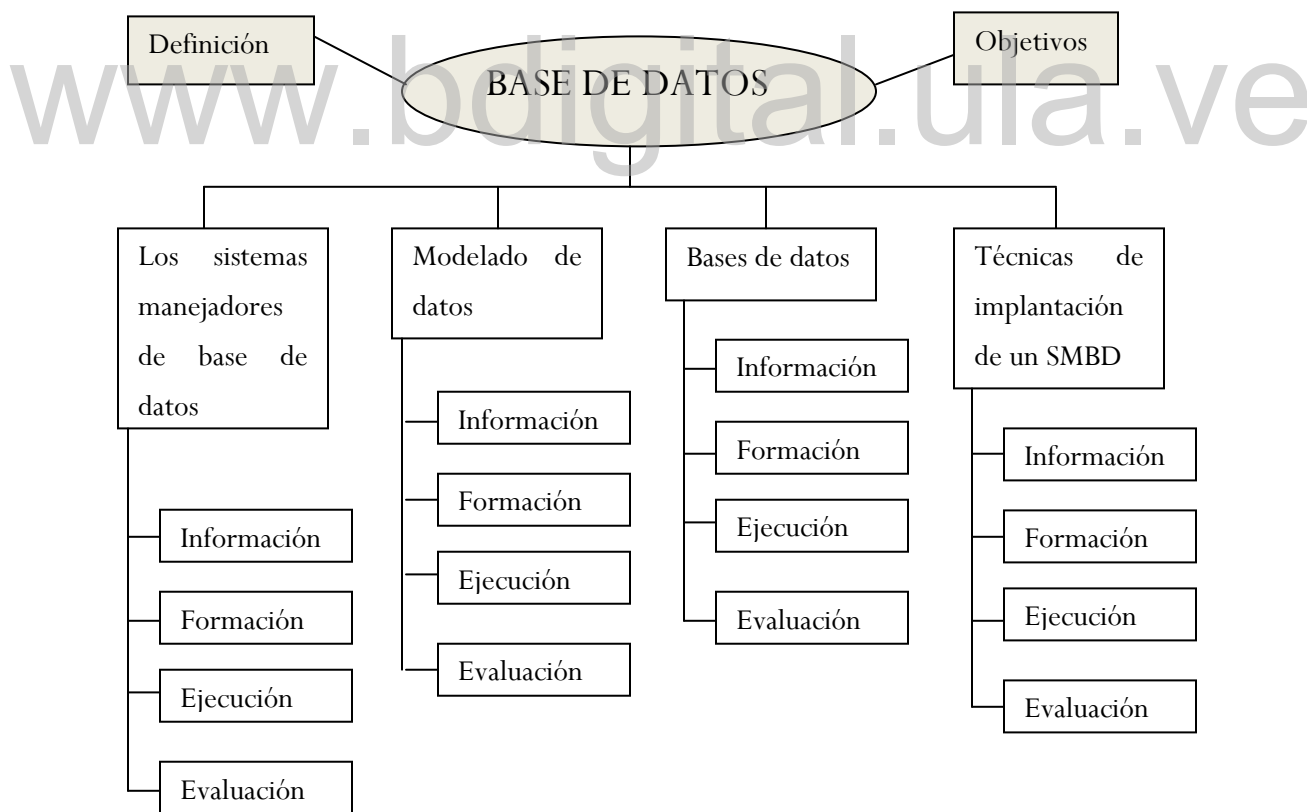 Definición
Objetivos
BASE DE DATOS
www.bdigital.ula.ve
Los sistemas
manejadores
de base de
datos
Información
Formación
Ejecución
Evaluación
Modelado de
datos
Información
Formación
Ejecución
Evaluación
Bases de datos
Información
Formación
Ejecución
Evaluación
Técnicas de
implantación
de un SMBD
Información
Formación
Ejecución
Evaluación